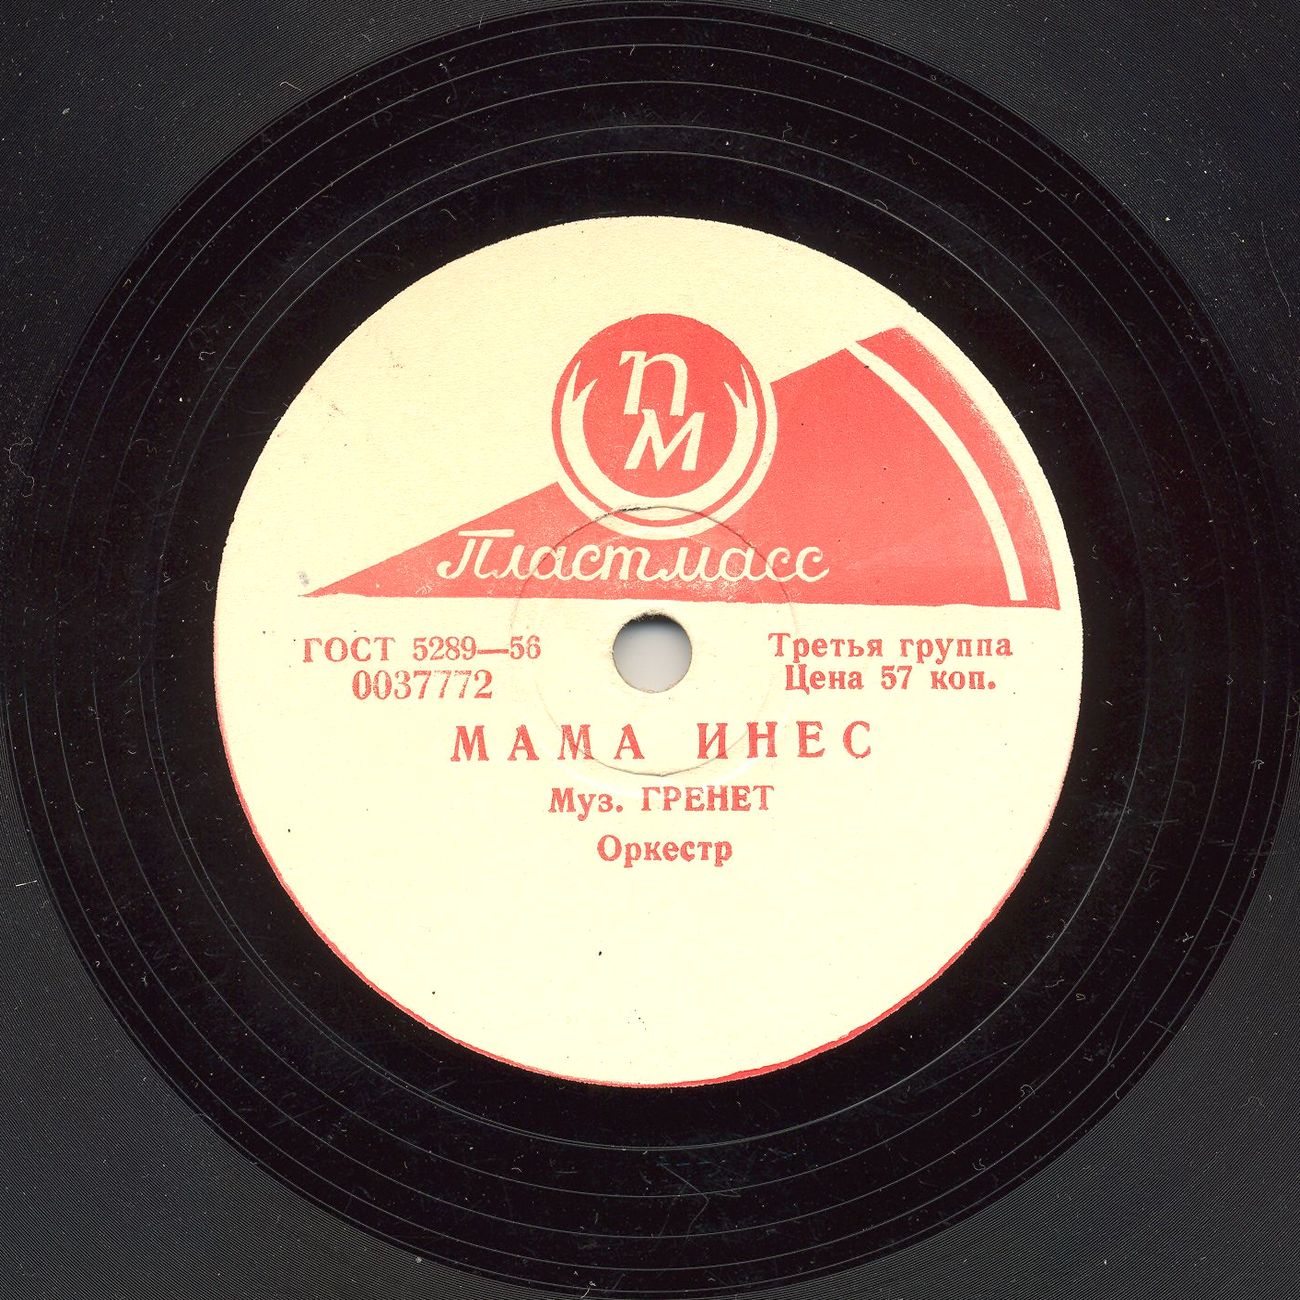 ПМ
Пластмасс
ГОСТ 5289—56
0037772
Третья группа
Цена 57 коп.
МАМА ИНЕС
Муз. ГРЕНЕТ
Оркестр